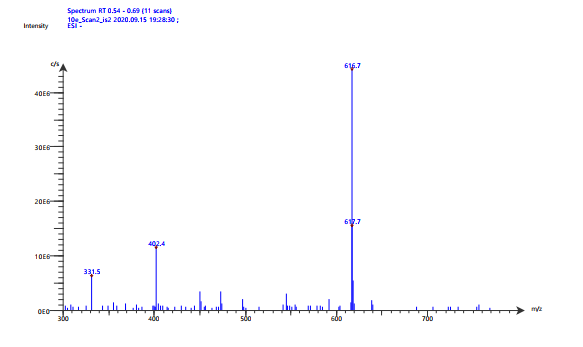 Spectrum RT 0.54 - 0.69 (11 scans)
10e_Scan2_is2 2020.09.15 19:28:30 ;
Intensity
ESI -
c/s
616.7
40E6
30E6
20E6
617.7
402.4
10E6
331.5
0E0
m/z
300 400 500 600 700